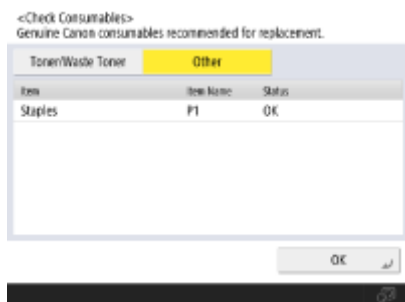 <Check Consumables>
Genuine Canon consumables recommended for replacement.
Toner/Waste Toner Other
Item Item Name Status
Staples P1 OK
OK